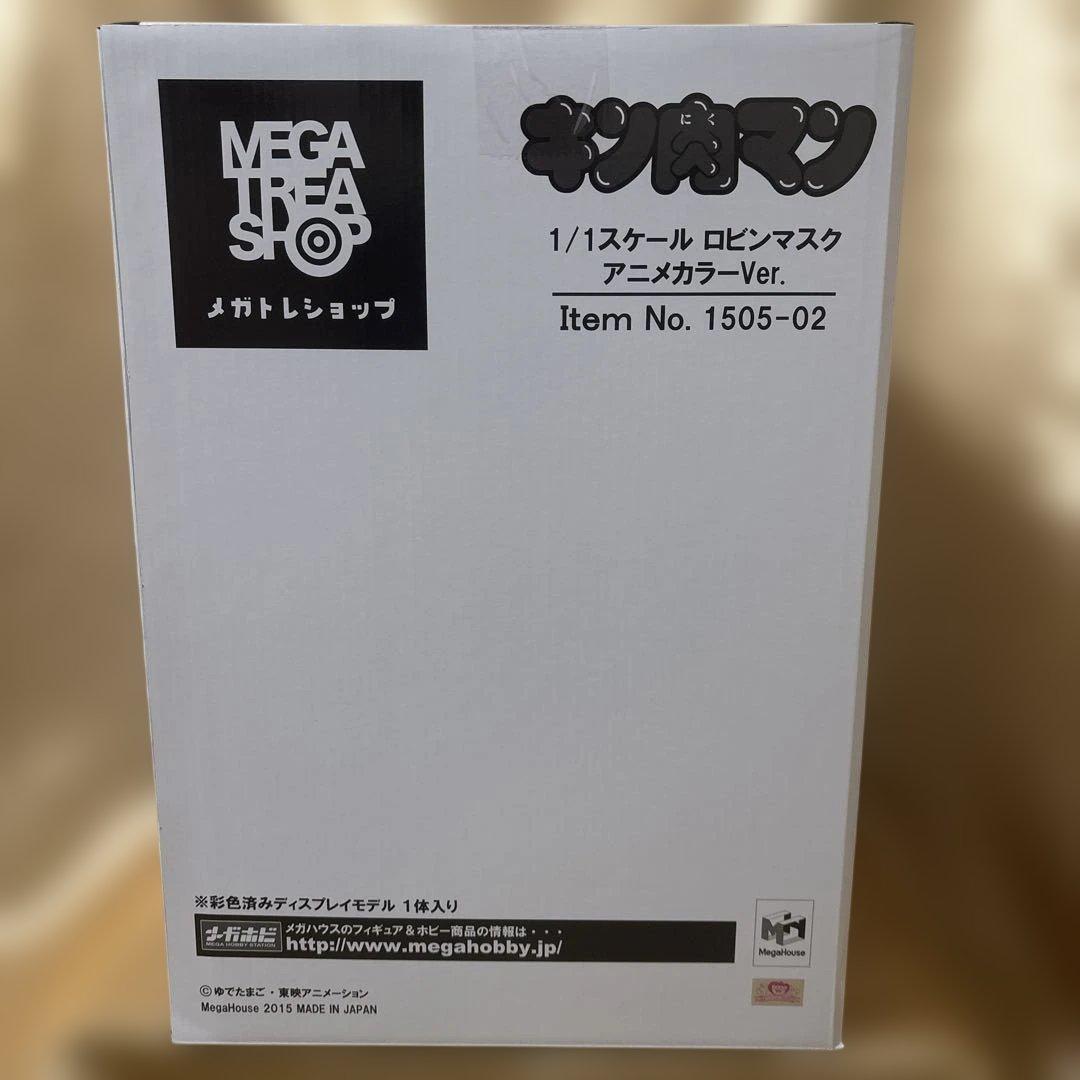 MEGA
TREA
SHOP
メガトレショップ
キン肉マン
にく
1/1スケール ロビンマスク
アニメカラーVer.
Item No. 1505-02
※彩色済みディスプレイモデル 1体入り
メガホビ
MEGA HOBBY STATION
メガハウスのフィギュア＆ホビー商品の情報は・・・
http://www.megahobby.jp/
MegaHouse
©ゆでたまご・東映アニメーション
MegaHouse 2015 MADE IN JAPAN